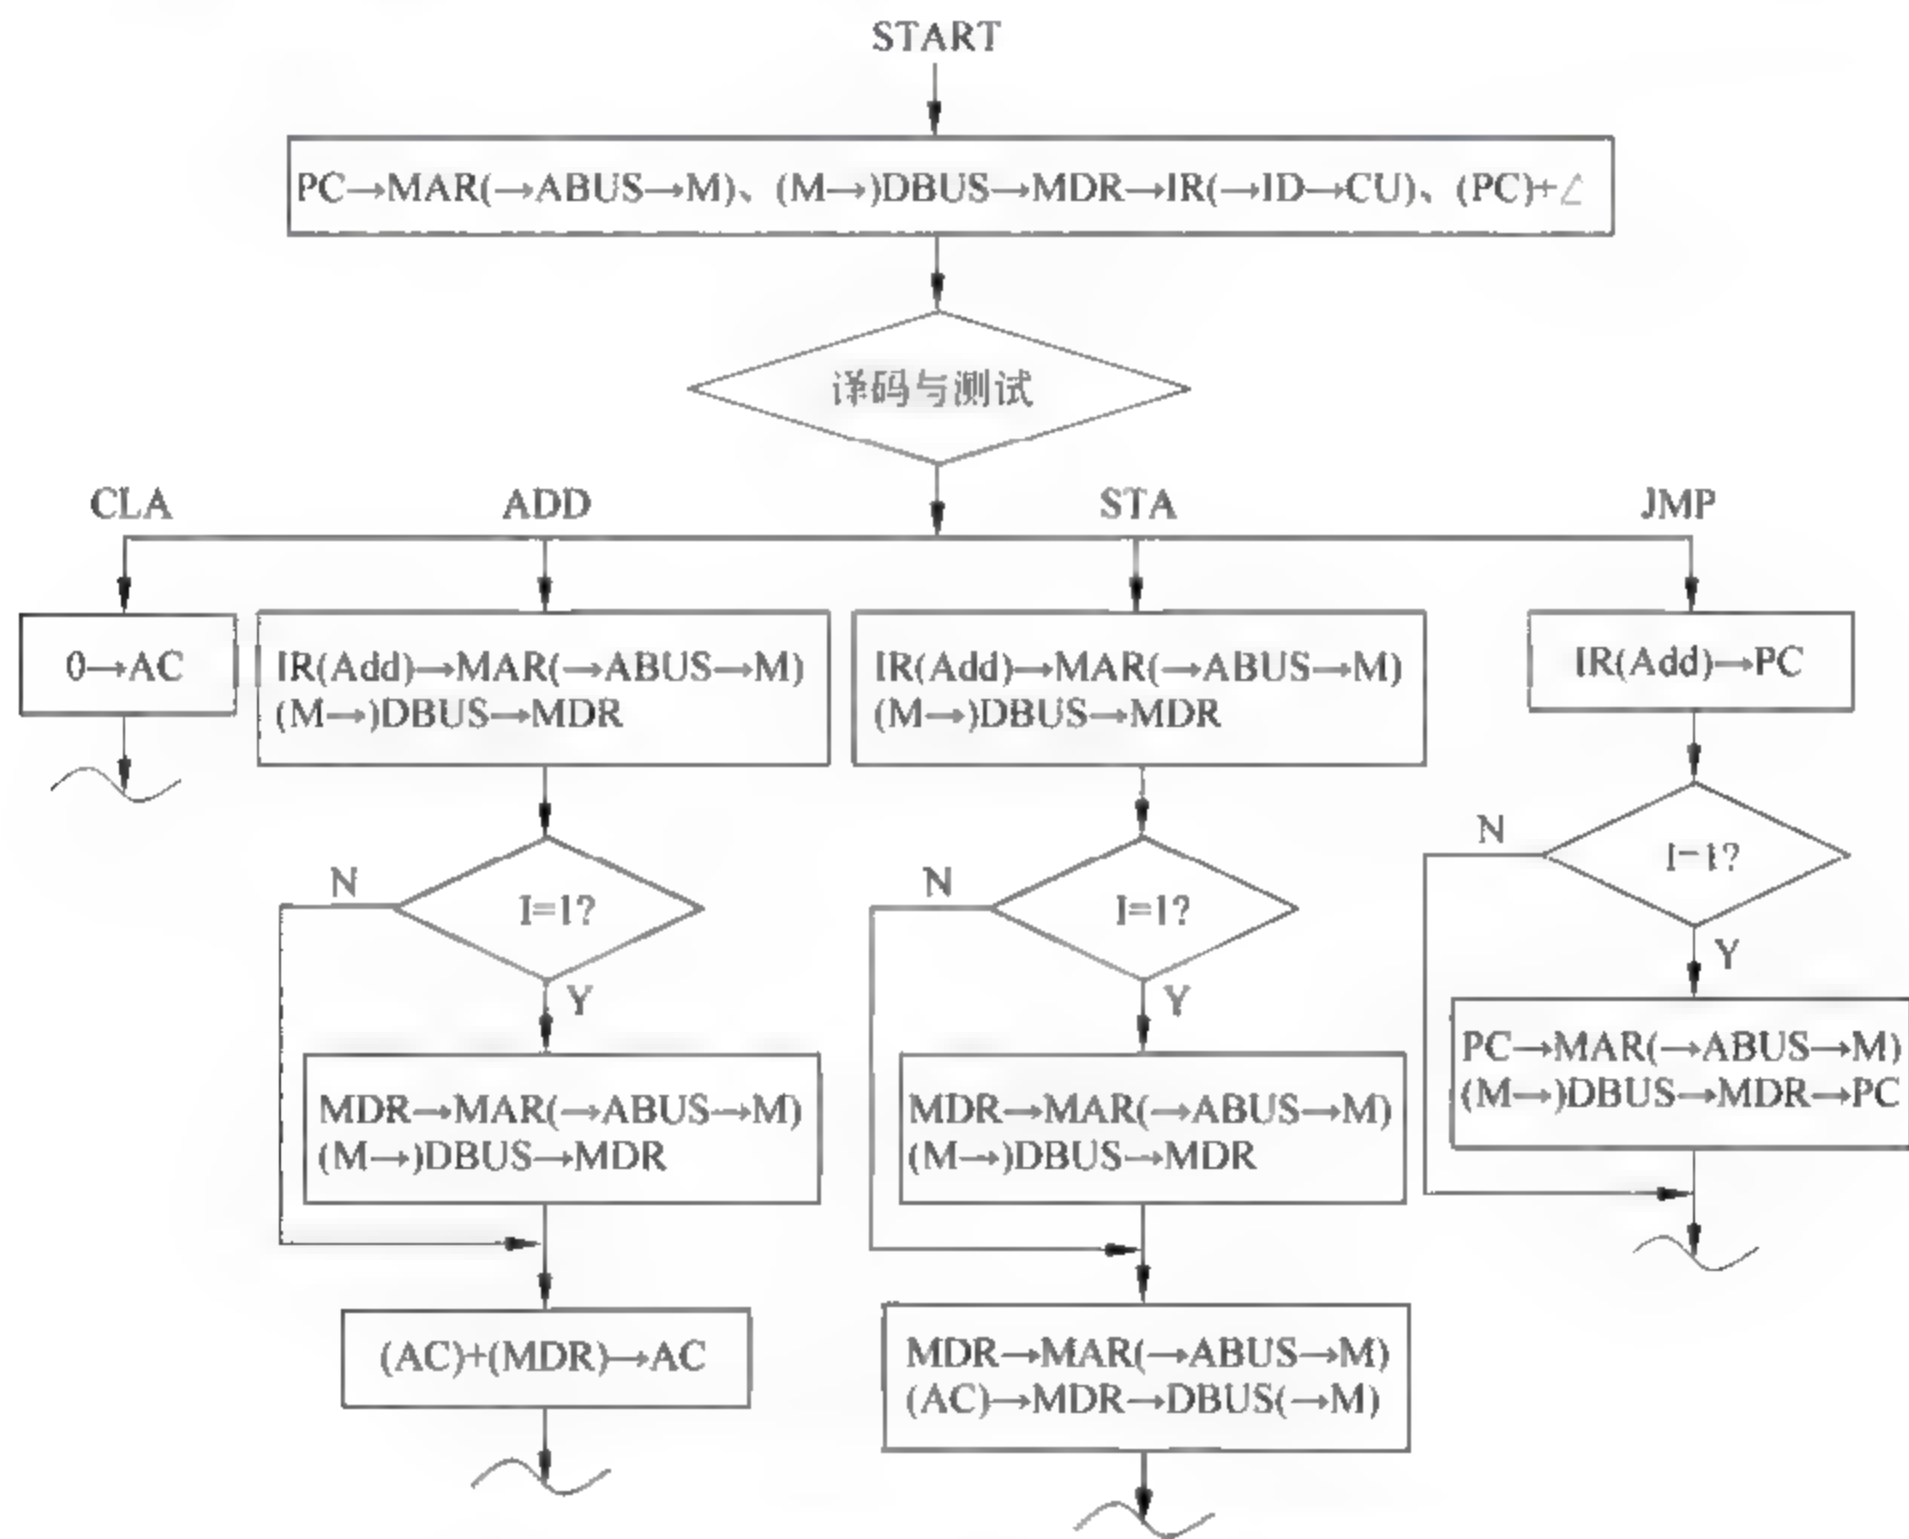 START
PC→MAR(→ABUS→M)、(M→)DBUS→MDR→IR(→ID→CU)、(PC)+
译码与测试
CLA
ADD
STA
JMP
0→AC
IR(Add)→MAR(→ABUS→M)
(M→)DBUS→MDR
IR(Add)→MAR(→ABUS→M)
(M→)DBUS→MDR
IR(Add)→PC
N
I=1?
Y
N
I=1?
Y
N
I=1?
Y
MDR→MAR(→ABUS→M)
(M→)DBUS→MDR
MDR→MAR(→ABUS→M)
(M→)DBUS→MDR
PC→MAR(→ABUS→M)
(M→)DBUS→MDR→PC
(AC)+(MDR)→AC
MDR→MAR(→ABUS→M)
(AC)→MDR→DBUS(→M)